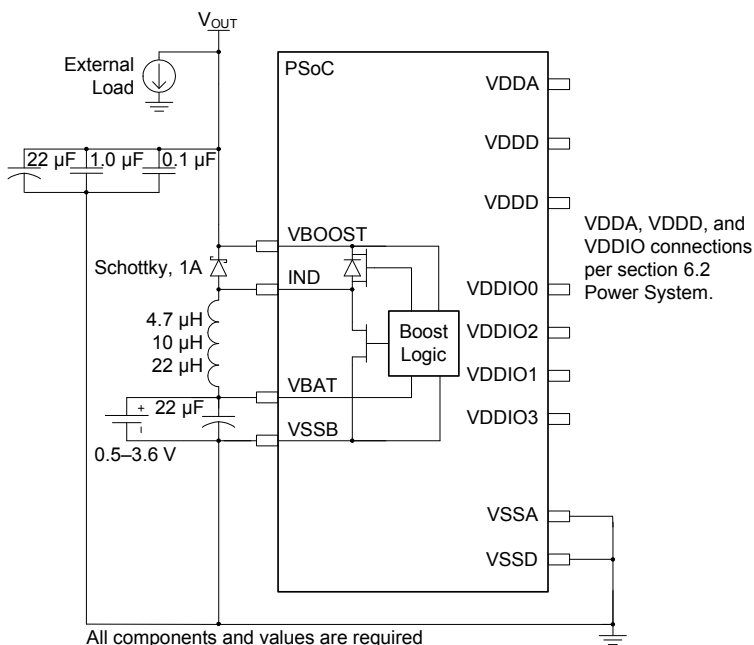 VOUT
External
Load
22 µF 1.0 µF 0.1 µF
PSoC
VDDA
VDDD
VDDD
VDDA, VDDD, and
VDDIO connections
per section 6.2
Power System.
VBOOST
Schottky, 1A
IND
VDDIO0
4.7 µH
10 µH
22 µH
Boost
Logic
VDDIO2
VDDIO1
VBAT
+ 22 µF
VDDIO3
VSSB
0.5–3.6 V
VSSA
VSSD
All components and values are required